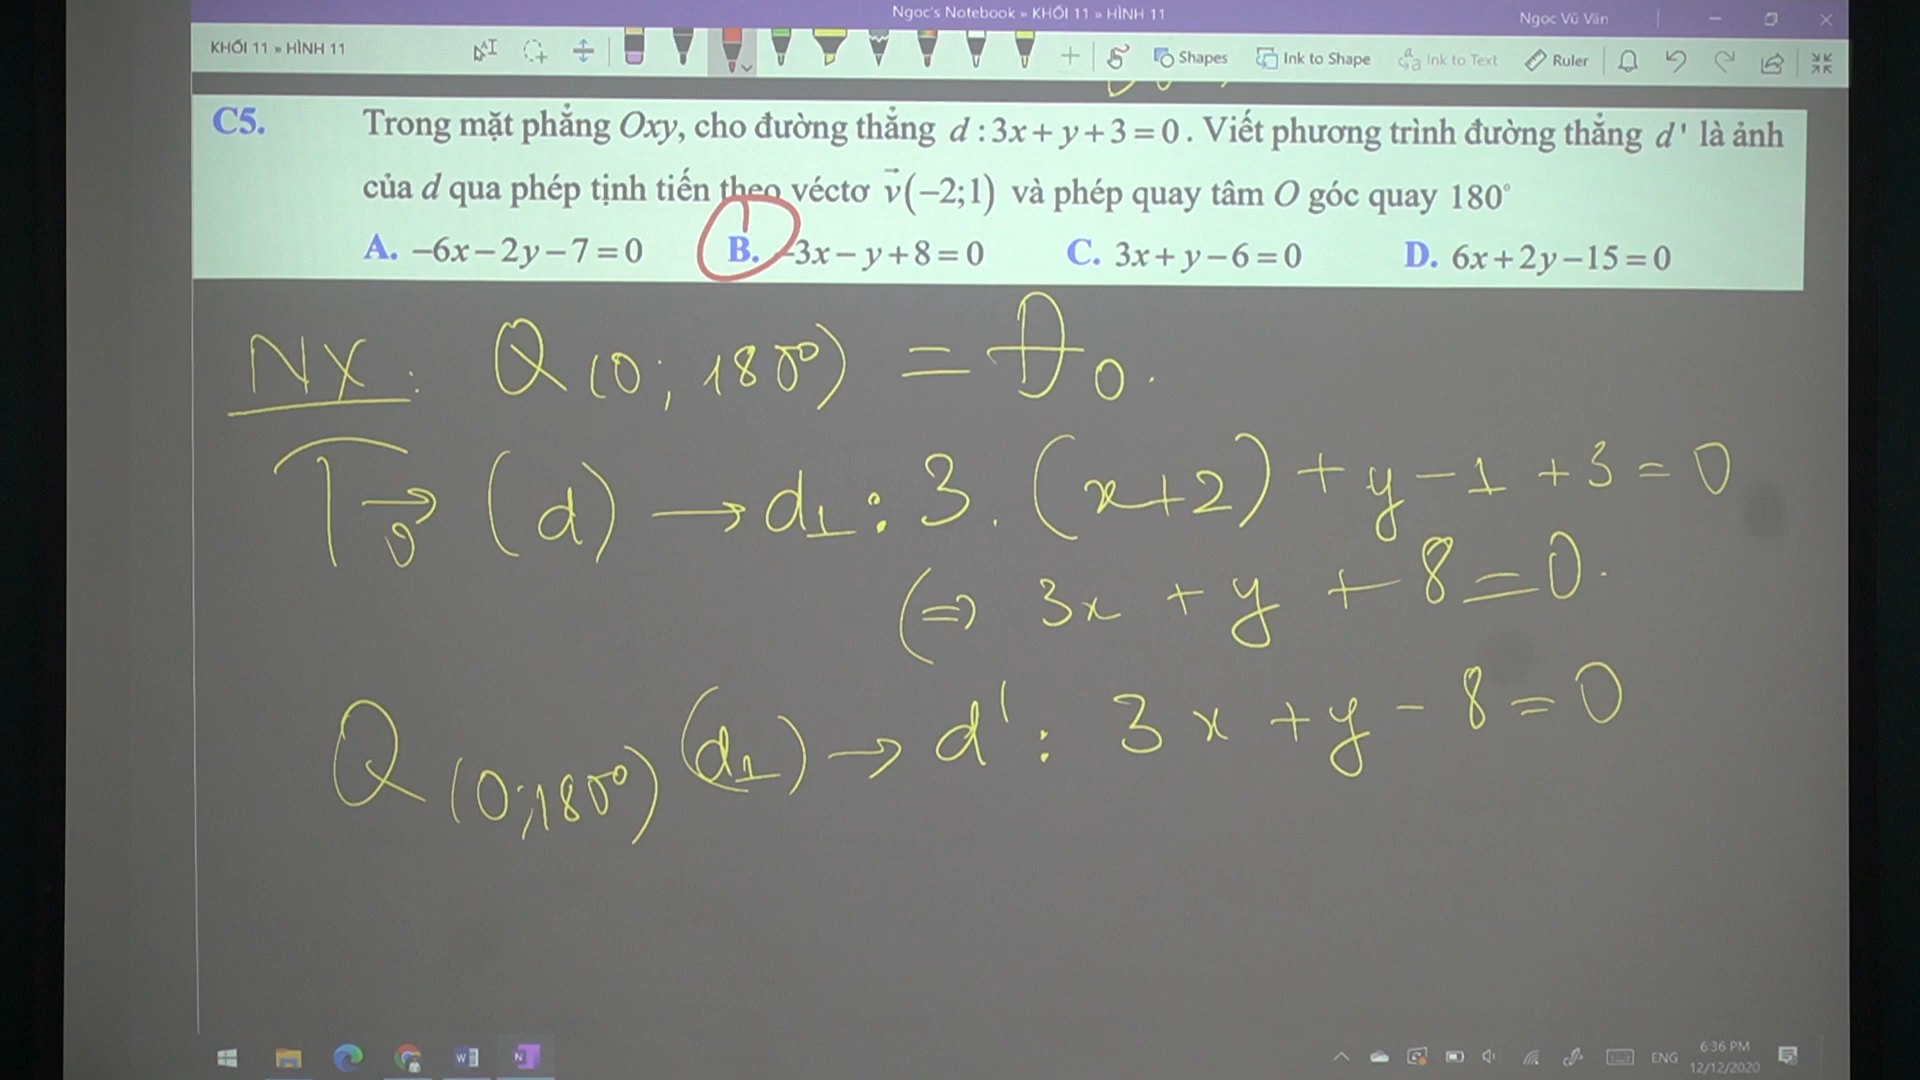 Ngoc's Notebook » KHỐI 11 » HÌNH 11
Ngoc Vũ Văn
KHỐI 11 » HÌNH 11
Shapes
Ink to Shape
Ink to Text
Ruler
C5. Trong mặt phẳng Oxy, cho đường thẳng d : 3x + y + 3 = 0. Viết phương trình đường thẳng d ' là ảnh
của d qua phép tịnh tiến theo véctơ v⃗(−2;1) và phép quay tâm O góc quay 180°
A. −6x − 2y − 7 = 0 B. −3x − y + 8 = 0 C. 3x + y − 6 = 0 D. 6x + 2y − 15 = 0
NX: Q(O; 180°) = Đ₀.
T v⃗ (d) → d₁ : 3.(x+2) + y − 1 + 3 = 0
(⇒ 3x + y + 8 = 0.
Q(O;180°) (d₁) → d' : 3x + y − 8 = 0
ENG
6:36 PM
12/12/2020